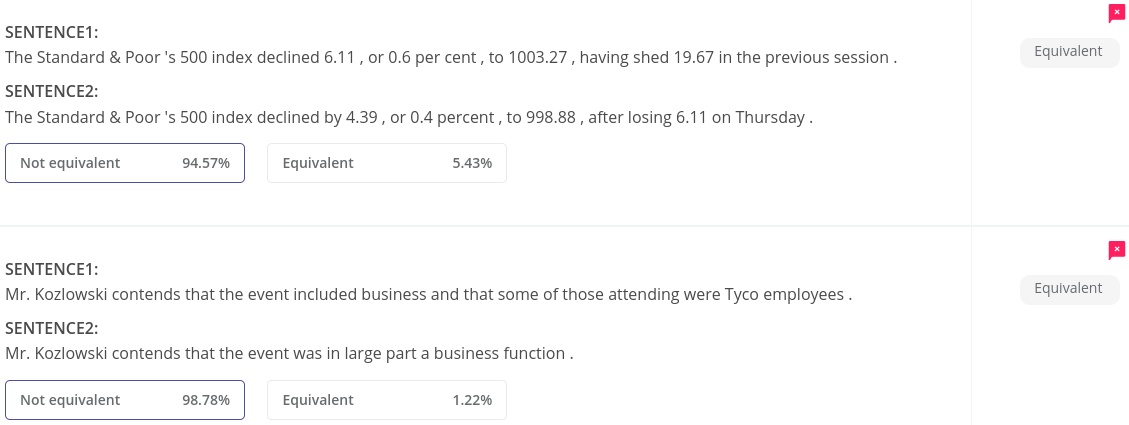 SENTENCE1:
The Standard & Poor 's 500 index declined 6.11 , or 0.6 per cent , to 1003.27 , having shed 19.67 in the previous session .
Equivalent
SENTENCE2:
The Standard & Poor 's 500 index declined by 4.39 , or 0.4 percent , to 998.88 , after losing 6.11 on Thursday .
Not equivalent 94.57% Equivalent 5.43%
SENTENCE1:
Mr. Kozlowski contends that the event included business and that some of those attending were Tyco employees .
Equivalent
SENTENCE2:
Mr. Kozlowski contends that the event was in large part a business function .
Not equivalent 98.78% Equivalent 1.22%